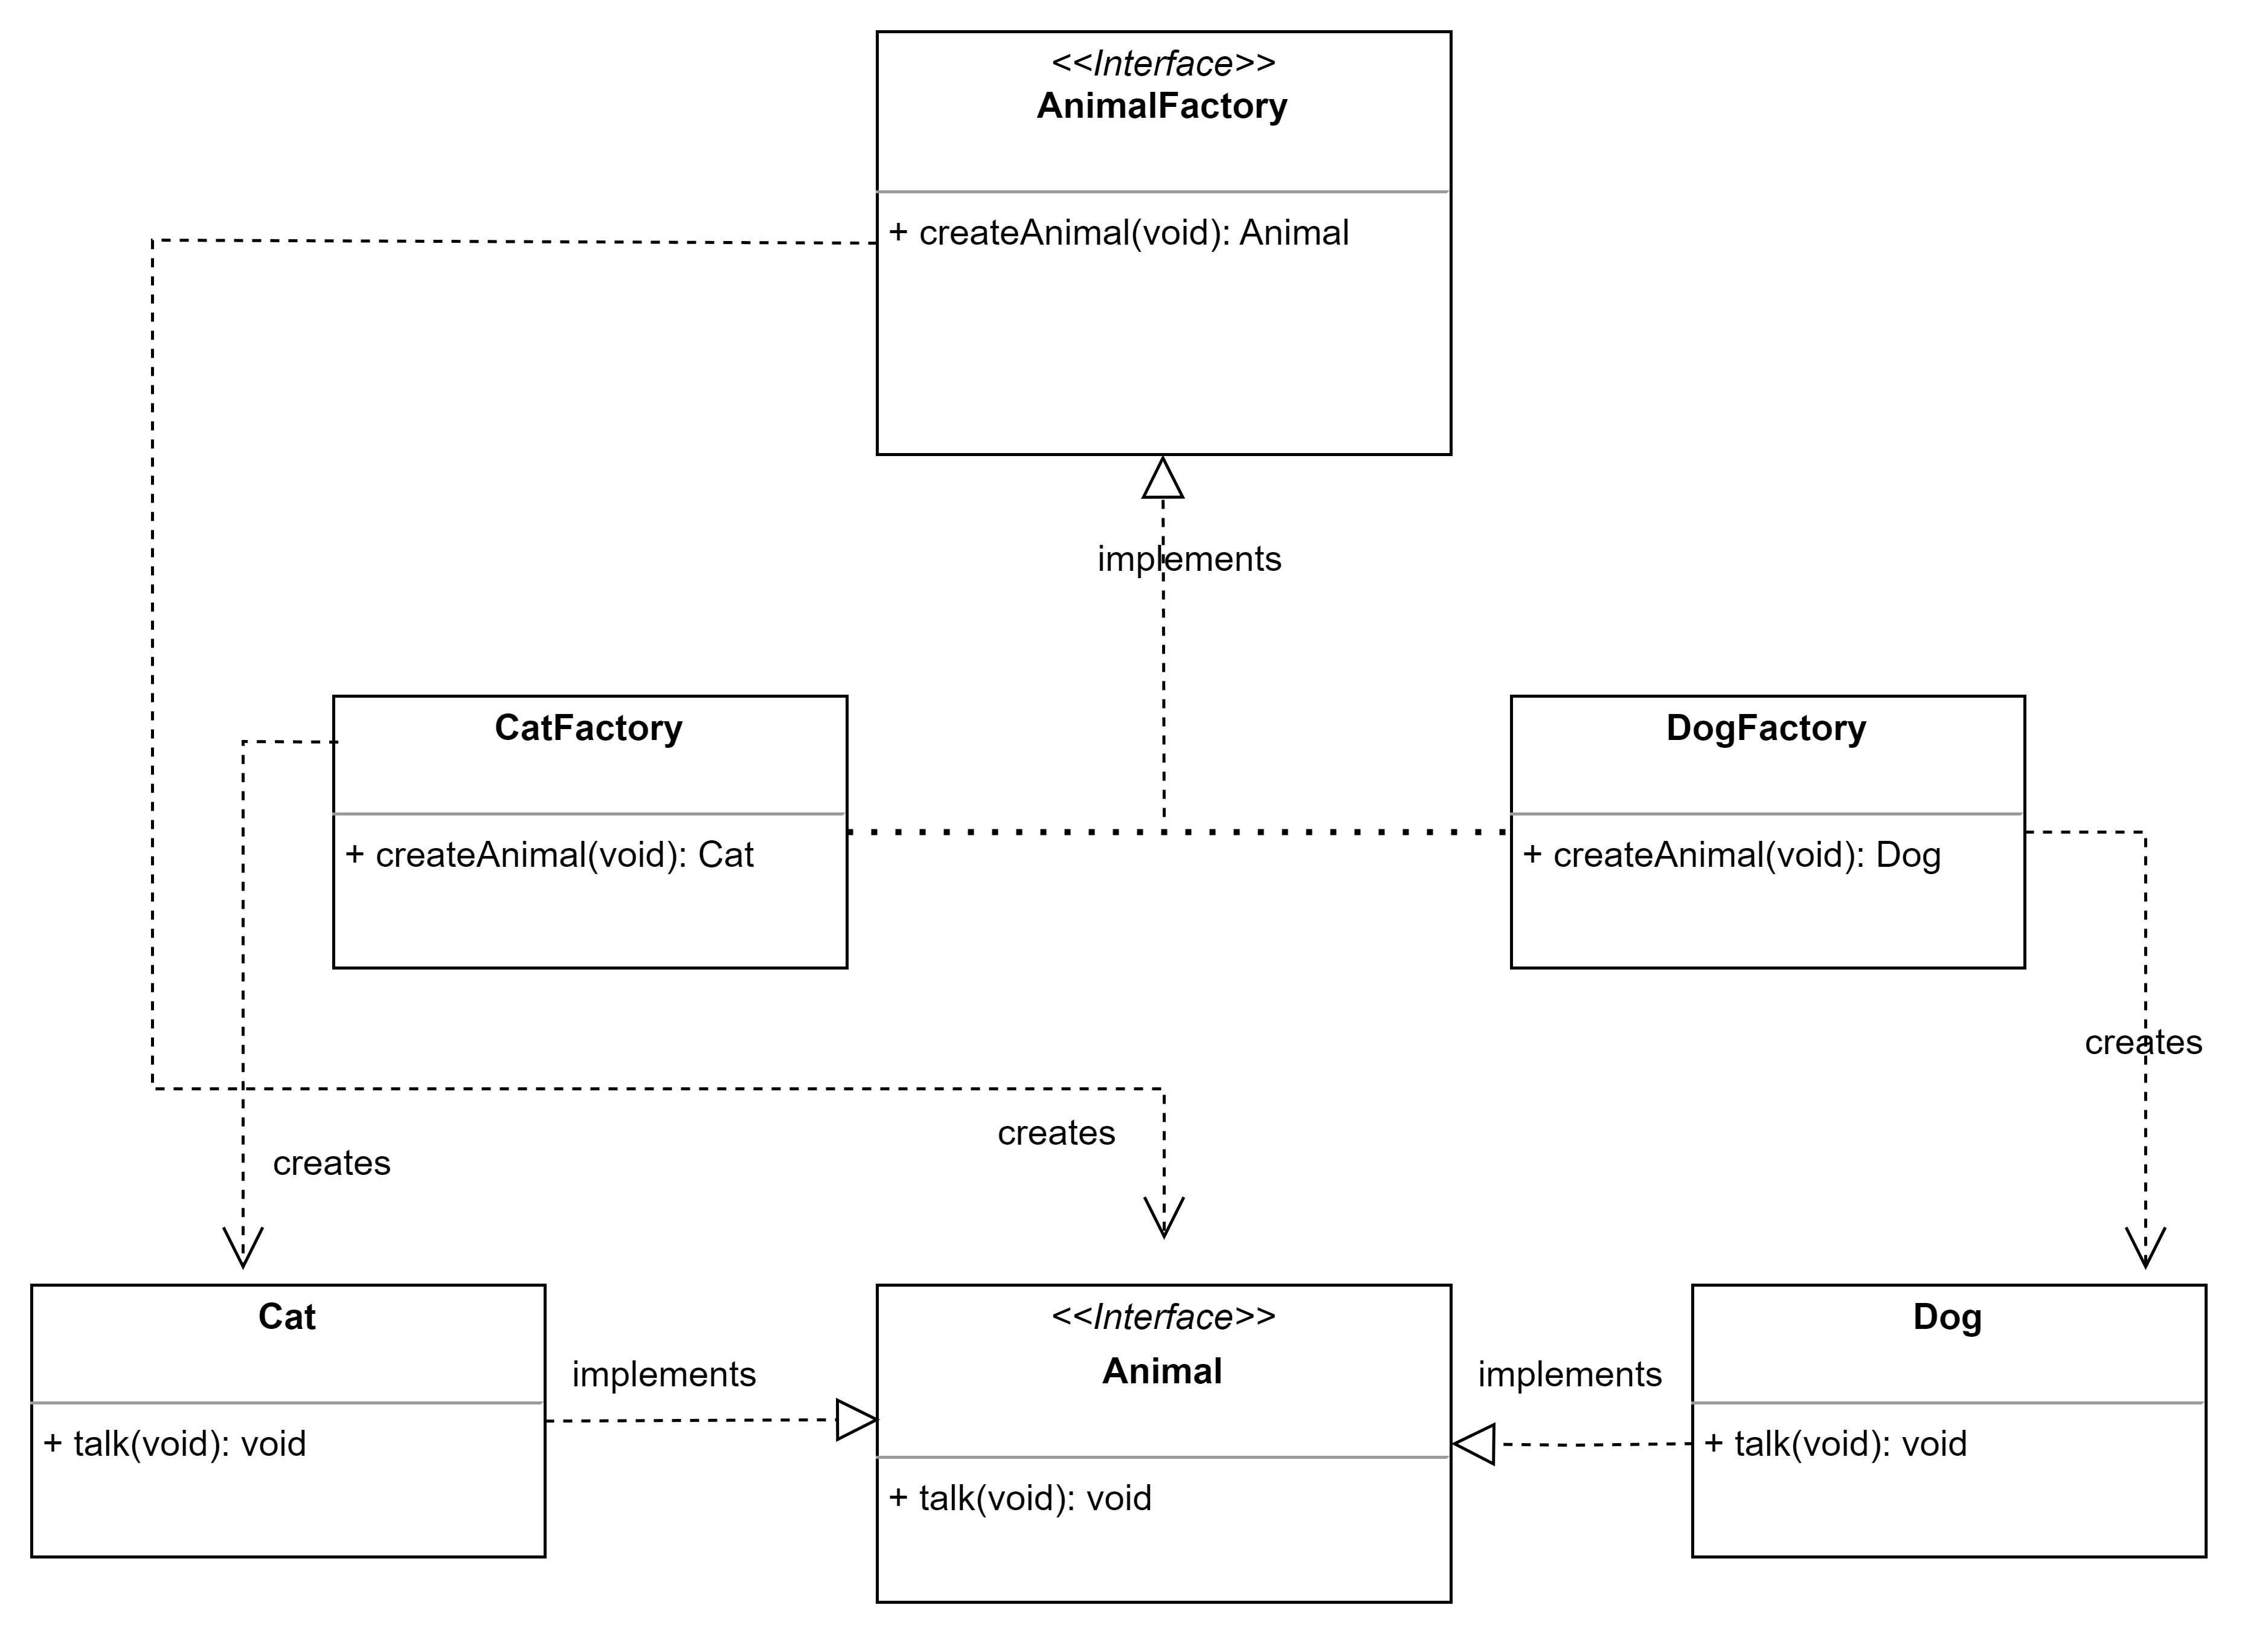 <<Interface>>
AnimalFactory
+ createAnimal(void): Animal
implements
CatFactory
+ createAnimal(void): Cat
DogFactory
+ createAnimal(void): Dog
creates
creates
creates
Cat
+ talk(void): void
implements
<<Interface>>
Animal
+ talk(void): void
implements
Dog
+ talk(void): void